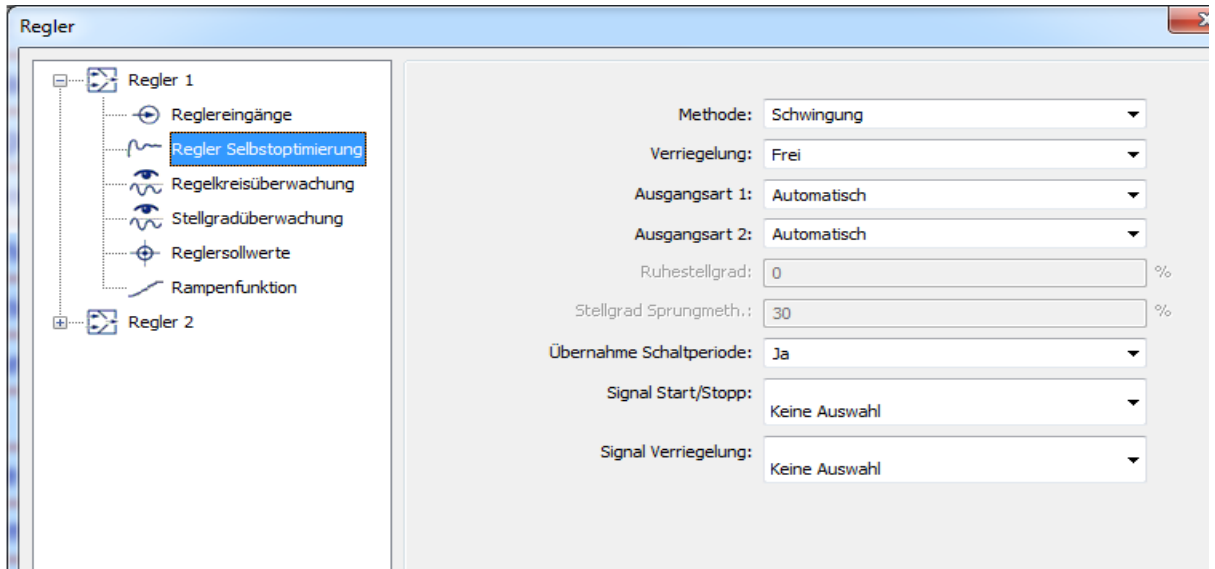 Regler
Regler 1
Reglereingänge
Regler Selbstoptimierung
Regelkreisüberwachung
Stellgradüberwachung
Reglersollwerte
Rampenfunktion
Regler 2
Methode: Schwingung
Verriegelung: Frei
Ausgangsart 1: Automatisch
Ausgangsart 2: Automatisch
Ruhestellgrad: 0 %
Stellgrad Sprungmeth.: 30 %
Übernahme Schaltperiode: Ja
Signal Start/Stopp: Keine Auswahl
Signal Verriegelung: Keine Auswahl